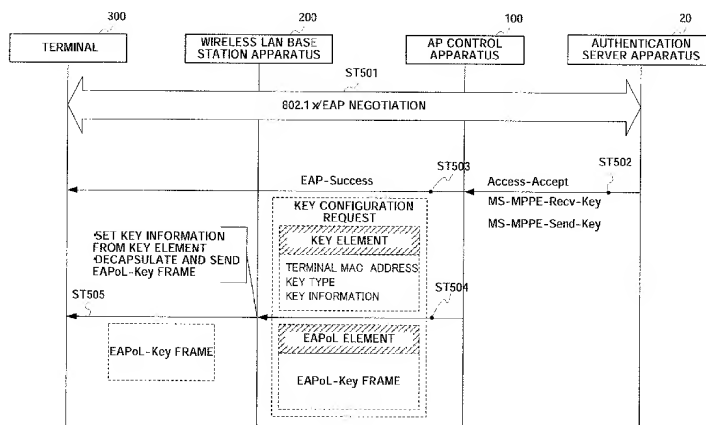 300
200
100
20
TERMINAL
WIRELESS LAN BASE
STATION APPARATUS
AP CONTROL
APPARATUS
AUTHENTICATION
SERVER APPARATUS
ST501
802.1x/EAP NEGOTIATION
ST503
ST502
EAP-Success
Access-Accept
MS-MPPE-Recv-Key
MS-MPPE-Send-Key
KEY CONFIGURATION
REQUEST
KEY ELEMENT
TERMINAL MAC ADDRESS
KEY TYPE
KEY INFORMATION
・SET KEY INFORMATION
FROM KEY ELEMENT
・DECAPSULATE AND SEND
EAPoL-Key FRAME
ST505
ST504
EAPoL ELEMENT
EAPoL-Key FRAME
EAPoL-Key FRAME